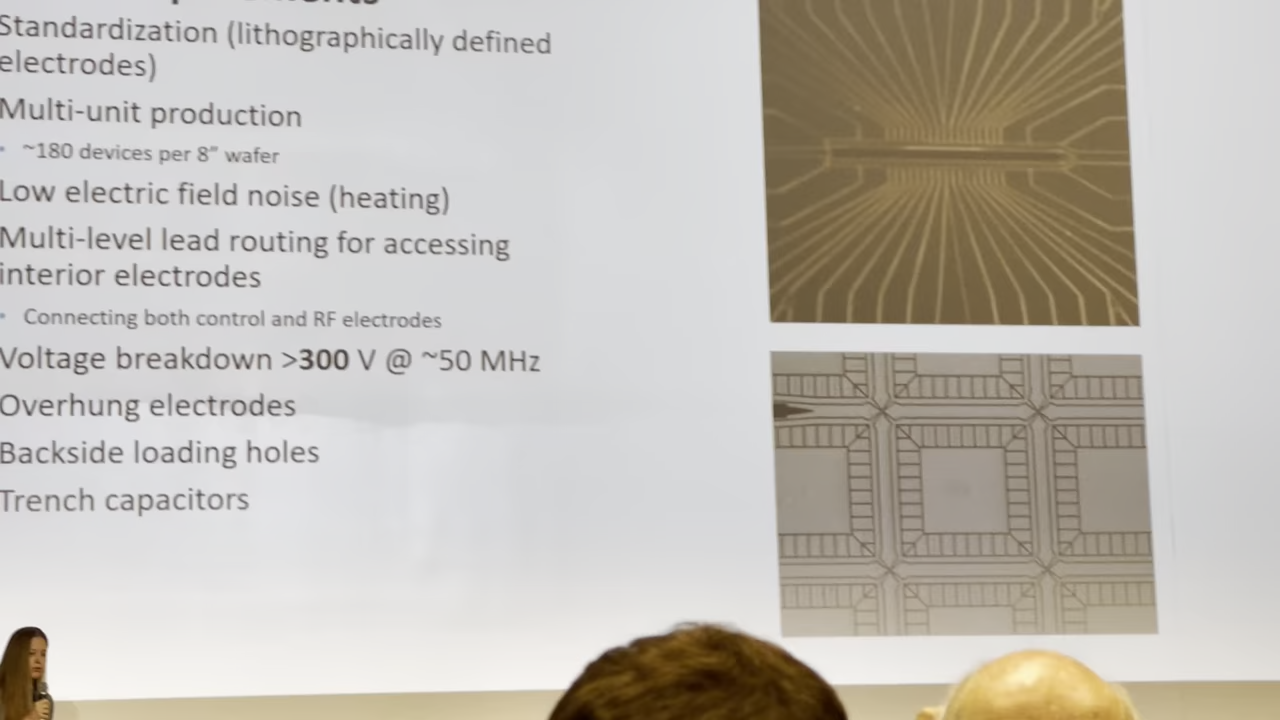 Standardization (lithographically defined
electrodes)
Multi-unit production
• ~180 devices per 8” wafer
Low electric field noise (heating)
Multi-level lead routing for accessing
interior electrodes
• Connecting both control and RF electrodes
Voltage breakdown >300 V @ ~50 MHz
Overhung electrodes
Backside loading holes
Trench capacitors